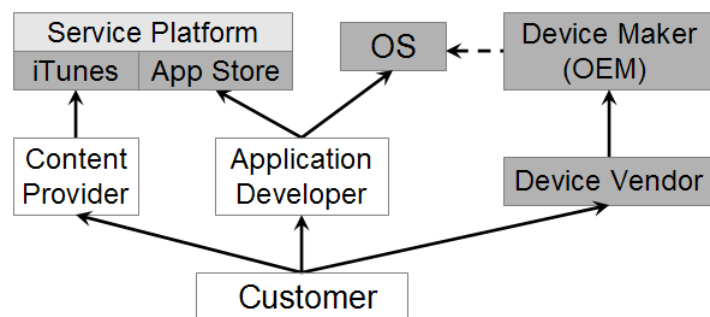 Service Platform
iTunes
App Store
OS
Device Maker
(OEM)
Content
Provider
Application
Developer
Device Vendor
Customer